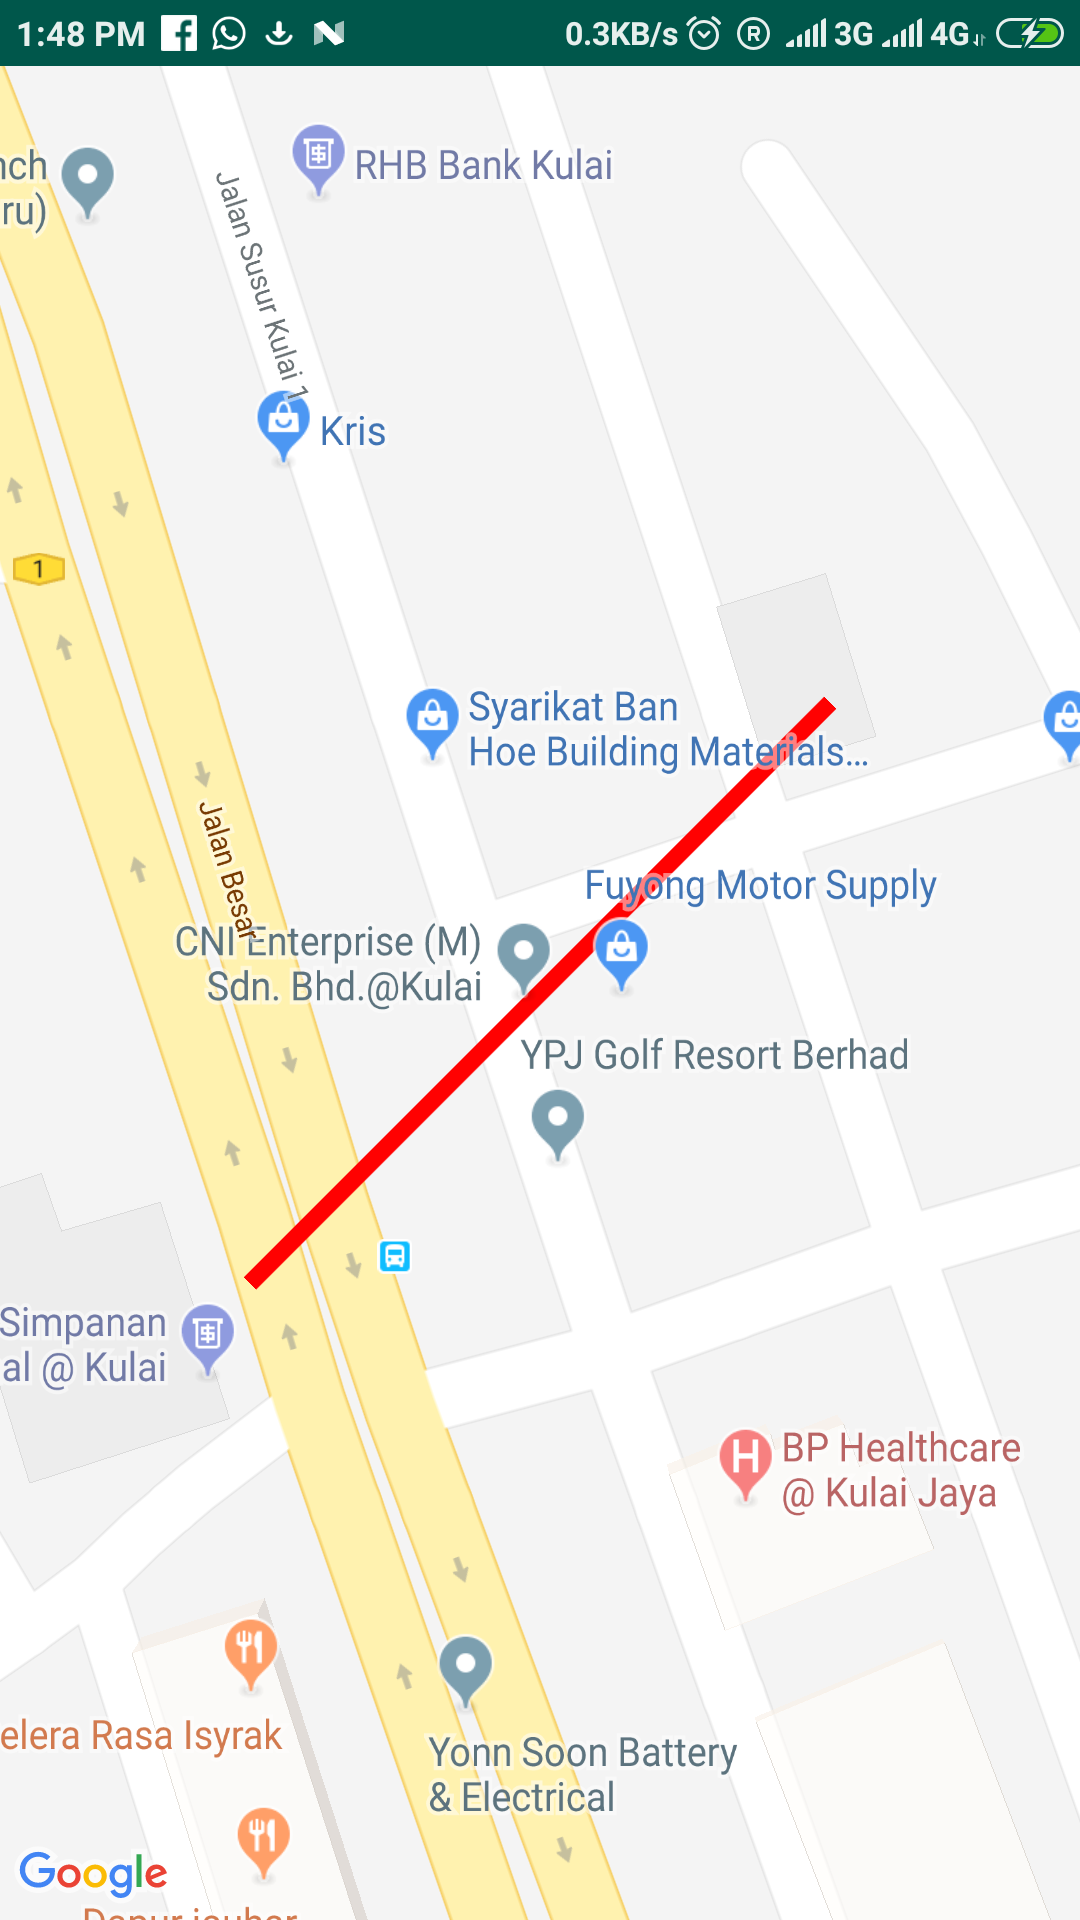 1:48 PM
0.3KB/s R 3G 4G
nch
ru)
RHB Bank Kulai
Jalan Susur Kulai 1
Kris
1
Syarikat Ban
Hoe Building Materials...
Jalan Besar
Fuyong Motor Supply
CNI Enterprise (M)
Sdn. Bhd.@Kulai
YPJ Golf Resort Berhad
Simpanan
al @ Kulai
H
BP Healthcare
@ Kulai Jaya
elera Rasa Isyrak
Yonn Soon Battery
& Electrical
Google